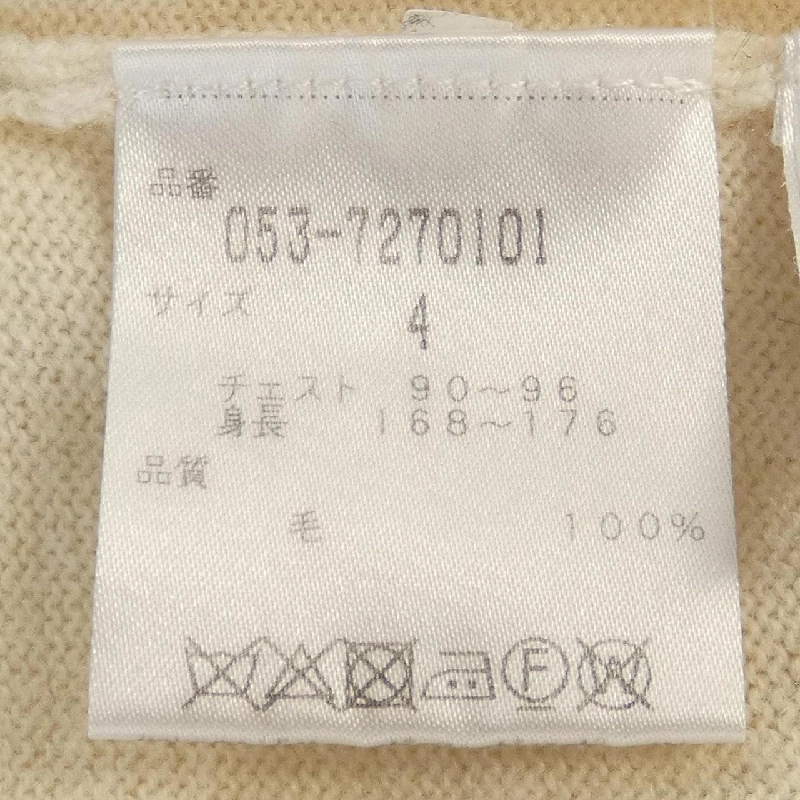 品番
053-7270101
サイズ
4
チェスト 90～96
身長 168～176
品質
毛 100%
F W